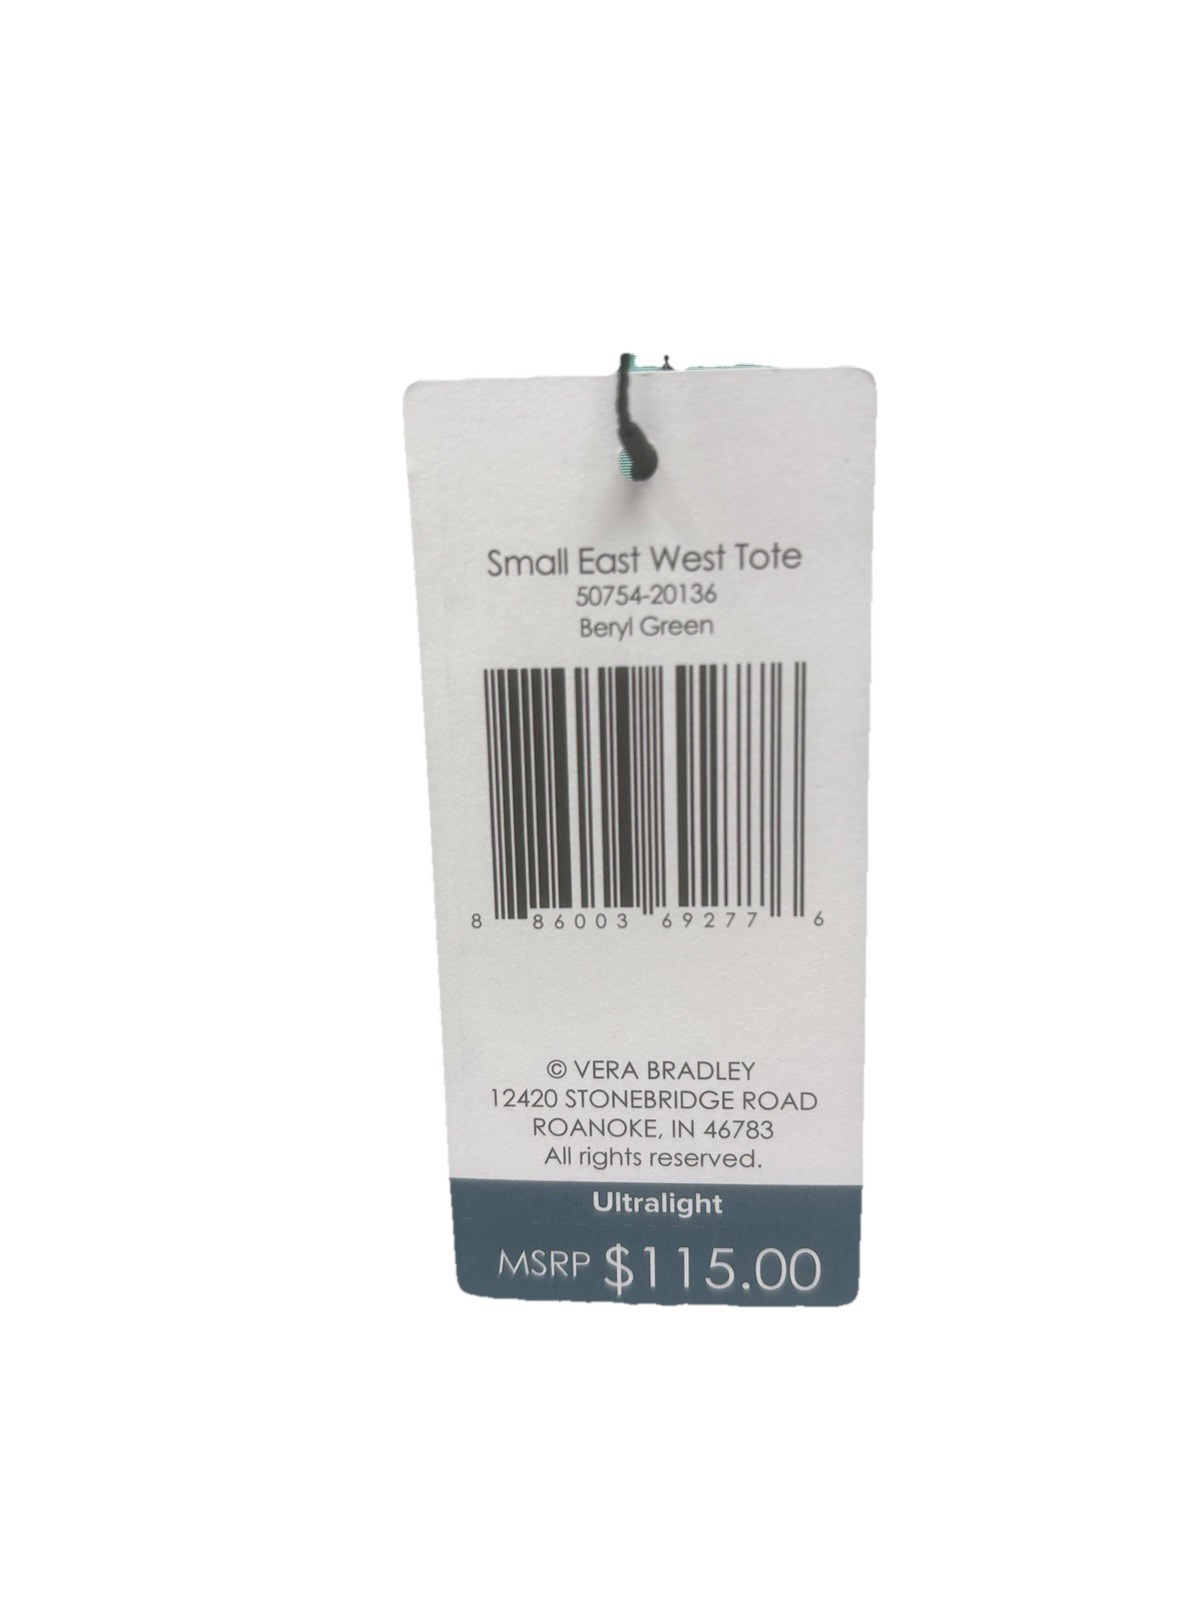 Small East West Tote
50754-20136
Beryl Green
8 86003 69277 6
© VERA BRADLEY
12420 STONEBRIDGE ROAD
ROANOKE, IN 46783
All rights reserved.
Ultralight
MSRP $115.00